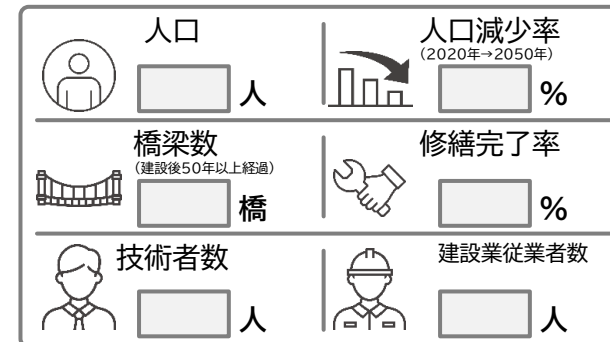 人口
人
人口減少率
(2020年→2050年)
%
橋梁数
(建設後50年以上経過)
橋
修繕完了率
%
技術者数
人
建設業従業者数
人